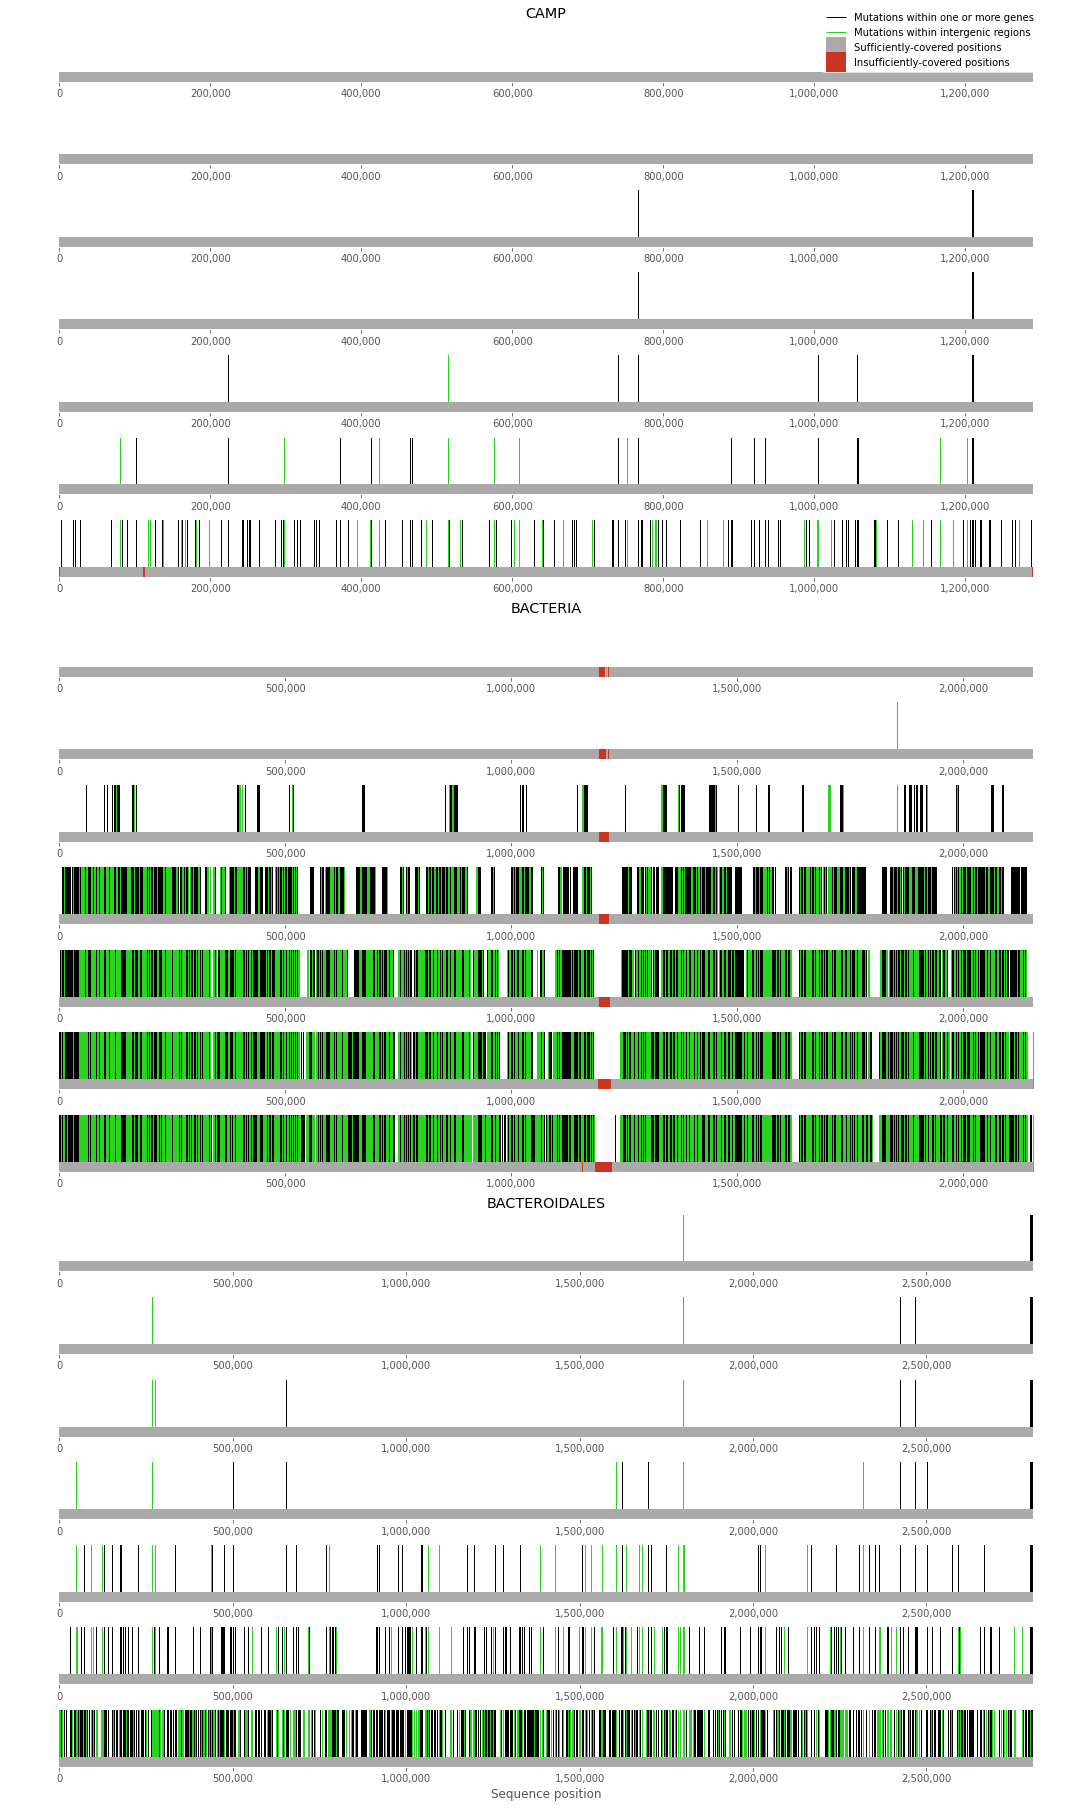 CAMP
Mutations within one or more genes
Mutations within intergenic regions
Sufficiently-covered positions
Insufficiently-covered positions
0 200,000 400,000 600,000 800,000 1,000,000 1,200,000
0 200,000 400,000 600,000 800,000 1,000,000 1,200,000
0 200,000 400,000 600,000 800,000 1,000,000 1,200,000
0 200,000 400,000 600,000 800,000 1,000,000 1,200,000
0 200,000 400,000 600,000 800,000 1,000,000 1,200,000
0 200,000 400,000 600,000 800,000 1,000,000 1,200,000
0 200,000 400,000 600,000 800,000 1,000,000 1,200,000
BACTERIA
0 500,000 1,000,000 1,500,000 2,000,000
0 500,000 1,000,000 1,500,000 2,000,000
0 500,000 1,000,000 1,500,000 2,000,000
0 500,000 1,000,000 1,500,000 2,000,000
0 500,000 1,000,000 1,500,000 2,000,000
0 500,000 1,000,000 1,500,000 2,000,000
0 500,000 1,000,000 1,500,000 2,000,000
BACTEROIDALES
0 500,000 1,000,000 1,500,000 2,000,000 2,500,000
0 500,000 1,000,000 1,500,000 2,000,000 2,500,000
0 500,000 1,000,000 1,500,000 2,000,000 2,500,000
0 500,000 1,000,000 1,500,000 2,000,000 2,500,000
0 500,000 1,000,000 1,500,000 2,000,000 2,500,000
0 500,000 1,000,000 1,500,000 2,000,000 2,500,000
0 500,000 1,000,000 1,500,000 2,000,000 2,500,000
Sequence position